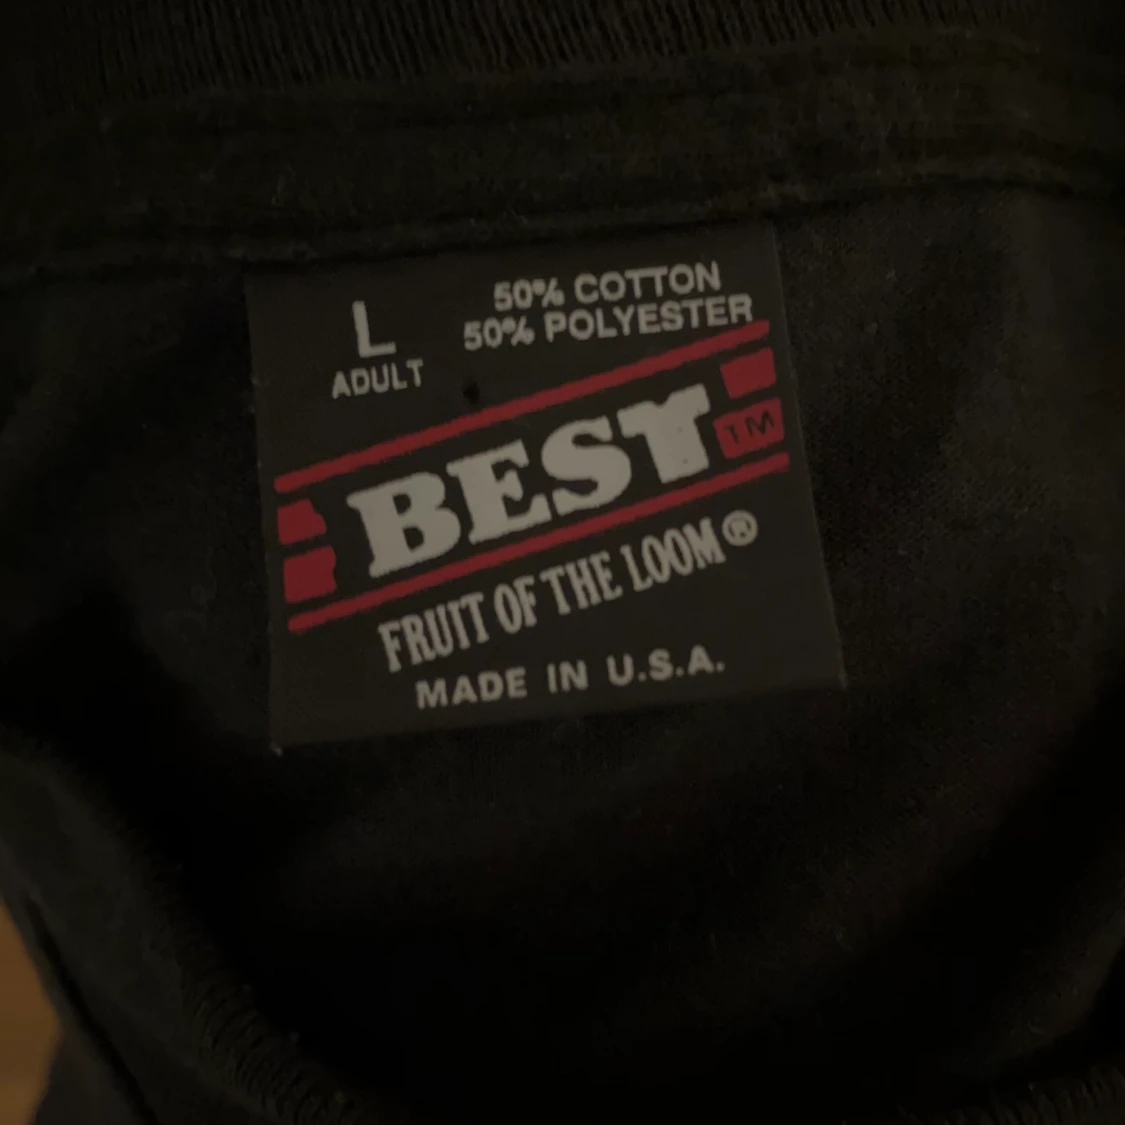 L
ADULT
50% COTTON
50% POLYESTER
BEST
TM
FRUIT OF THE LOOM®
MADE IN U.S.A.